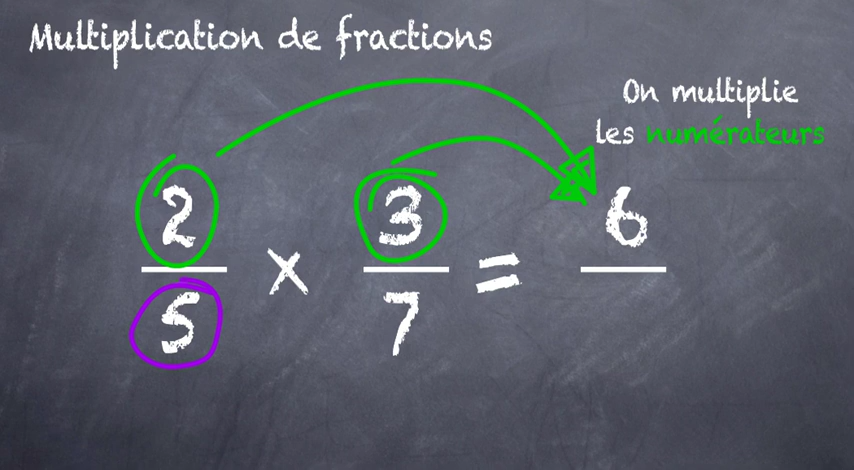 Multiplication de fractions
On multiplie
les numérateurs
2 3 6
× =
5 7